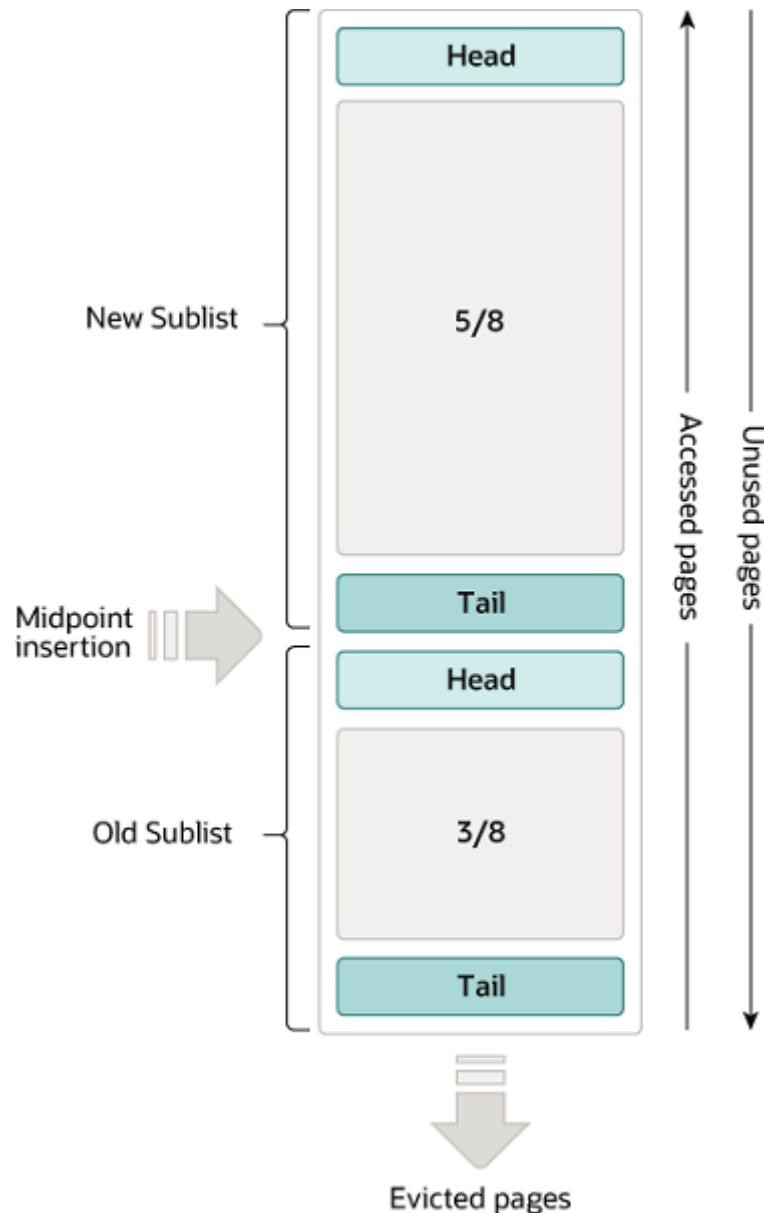 Head
New Sublist
5/8
Accessed pages
Unused pages
Tail
Midpoint
insertion
Head
Old Sublist
3/8
Tail
Evicted pages